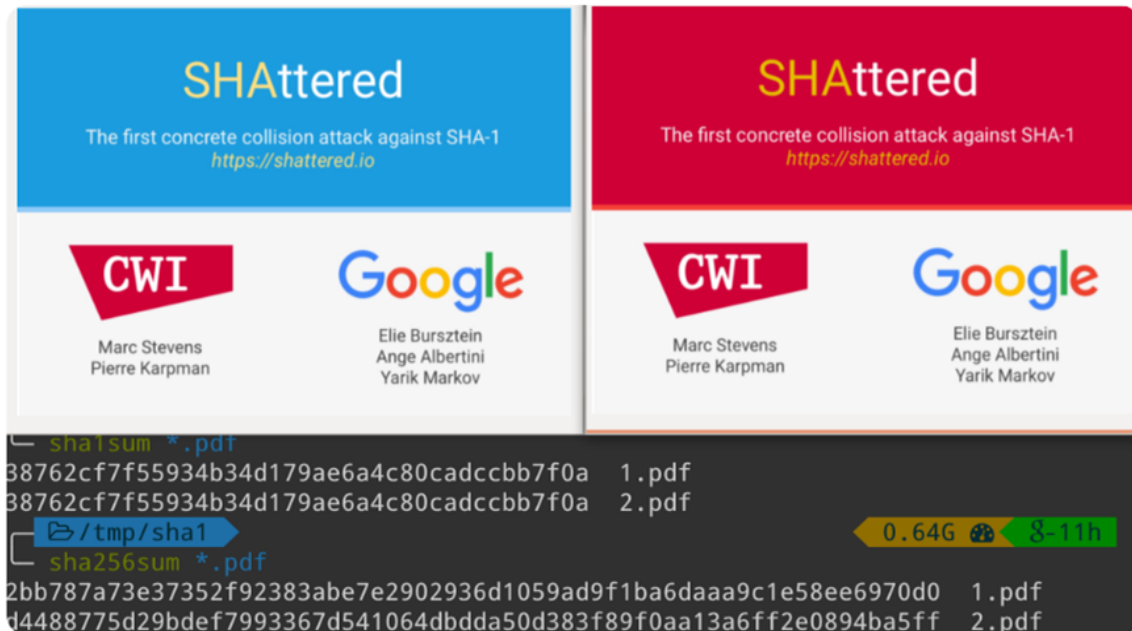 SHAttered
The first concrete collision attack against SHA-1
https://shattered.io
CWI
Marc Stevens
Pierre Karpman
Google
Elie Bursztein
Ange Albertini
Yarik Markov
SHAttered
The first concrete collision attack against SHA-1
https://shattered.io
CWI
Marc Stevens
Pierre Karpman
Google
Elie Bursztein
Ange Albertini
Yarik Markov
sha1sum *.pdf
38762cf7f55934b34d179ae6a4c80cadccbb7f0a 1.pdf
38762cf7f55934b34d179ae6a4c80cadccbb7f0a 2.pdf
/tmp/sha1 0.64G 8-11h
sha256sum *.pdf
2bb787a73e37352f92383abe7e2902936d1059ad9f1ba6daaa9c1e58ee6970d0 1.pdf
d4488775d29bdef7993367d541064dbdda50d383f89f0aa13a6ff2e0894ba5ff 2.pdf